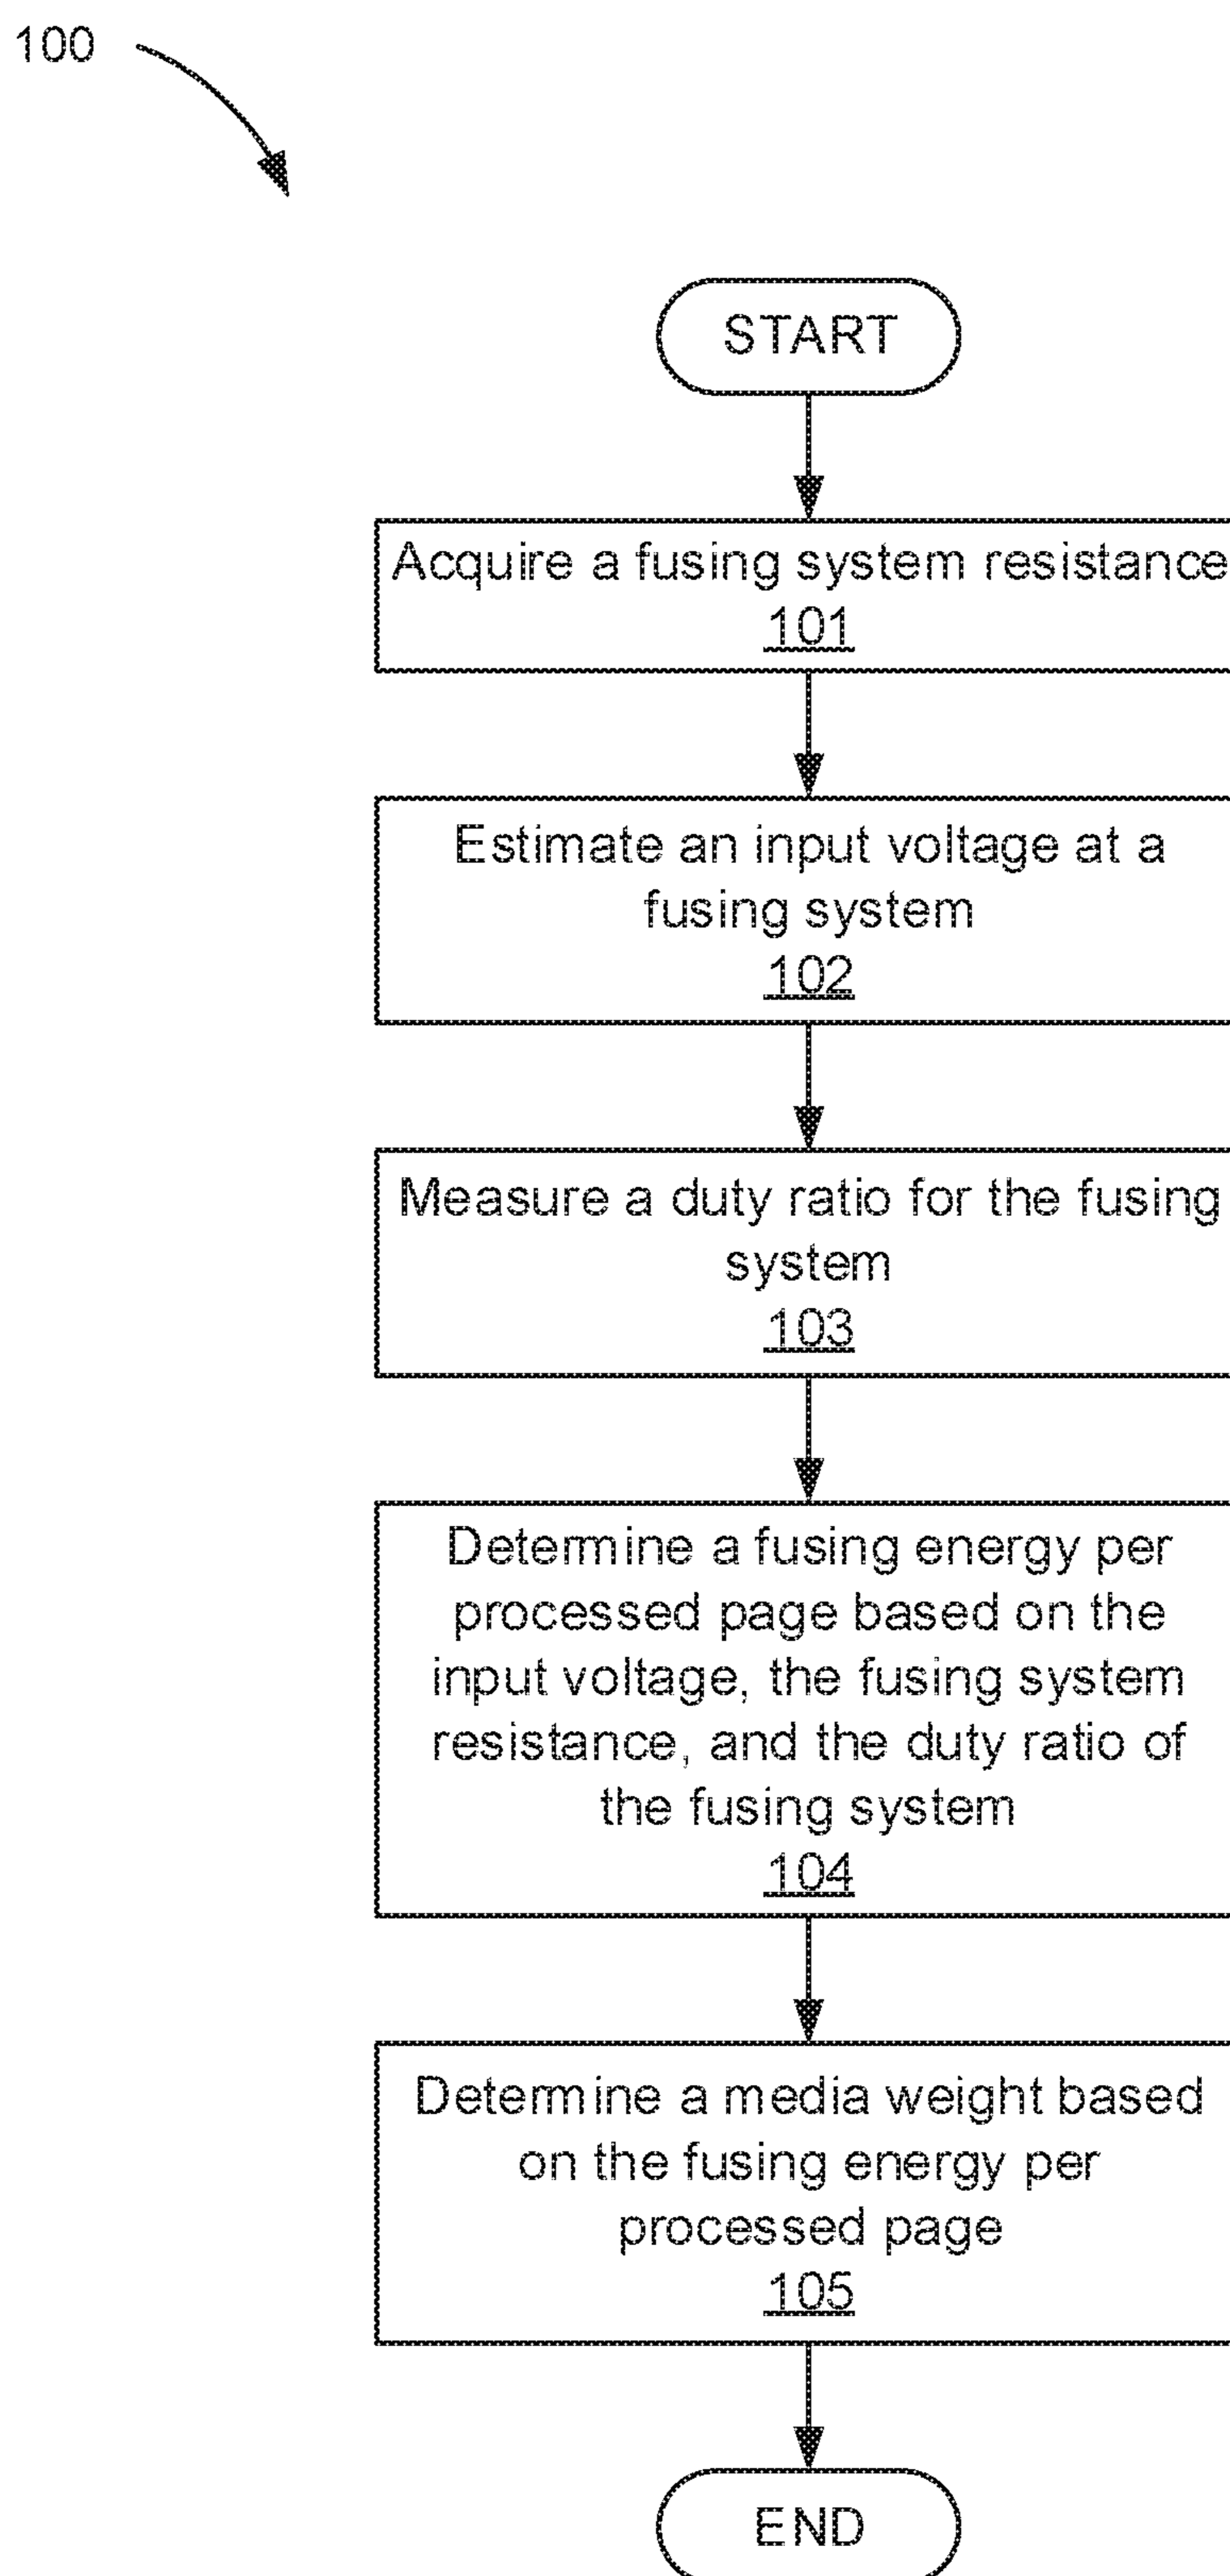 100
START
Acquire a fusing system resistance
101
Estimate an input voltage at a
fusing system
102
Measure a duty ratio for the fusing
system
103
Determine a fusing energy per
processed page based on the
input voltage, the fusing system
resistance, and the duty ratio of
the fusing system
104
Determine a media weight based
on the fusing energy per
processed page
105
END